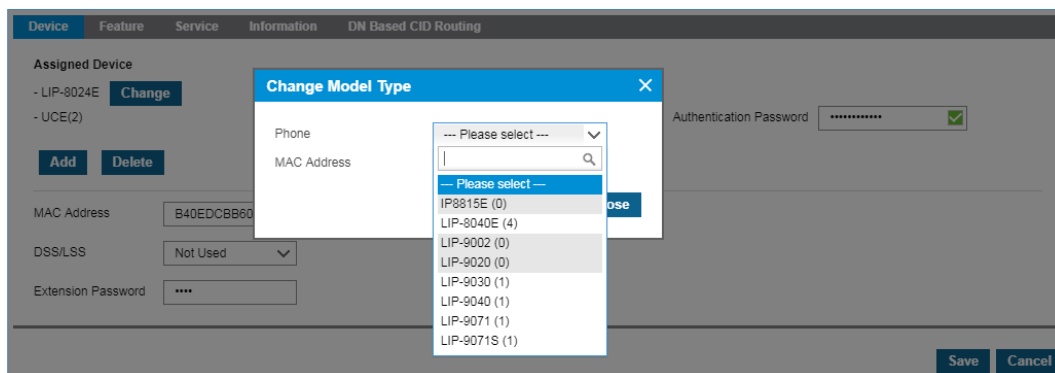 Device Feature Service Information DN Based CID Routing
Assigned Device
- LIP-8024E Change
- UCE(2)
Add Delete
Authentication Password ••••••••••••
MAC Address B40EDCBB60
DSS/LSS Not Used
Extension Password ••••
Change Model Type
Phone --- Please select ---
MAC Address
--- Please select ---
IP8815E (0)
LIP-8040E (4)
LIP-9002 (0)
LIP-9020 (0)
LIP-9030 (1)
LIP-9040 (1)
LIP-9071 (1)
LIP-9071S (1)
ose
Save Cancel